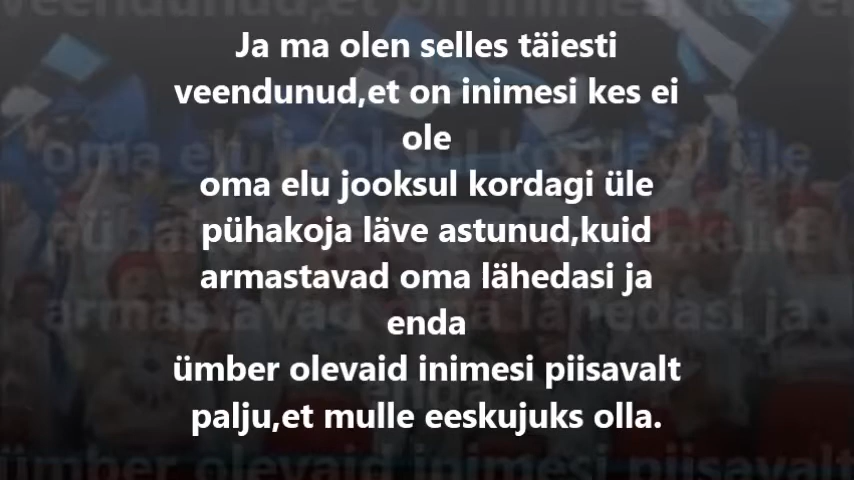 Ja ma olen selles täiesti
veendunud,et on inimesi kes ei
ole
oma elu jooksul kordagi üle
pühakoja läve astunud,kuid
armastavad oma lähedasi ja
enda
ümber olevaid inimesi piisavalt
palju,et mulle eeskujuks olla.